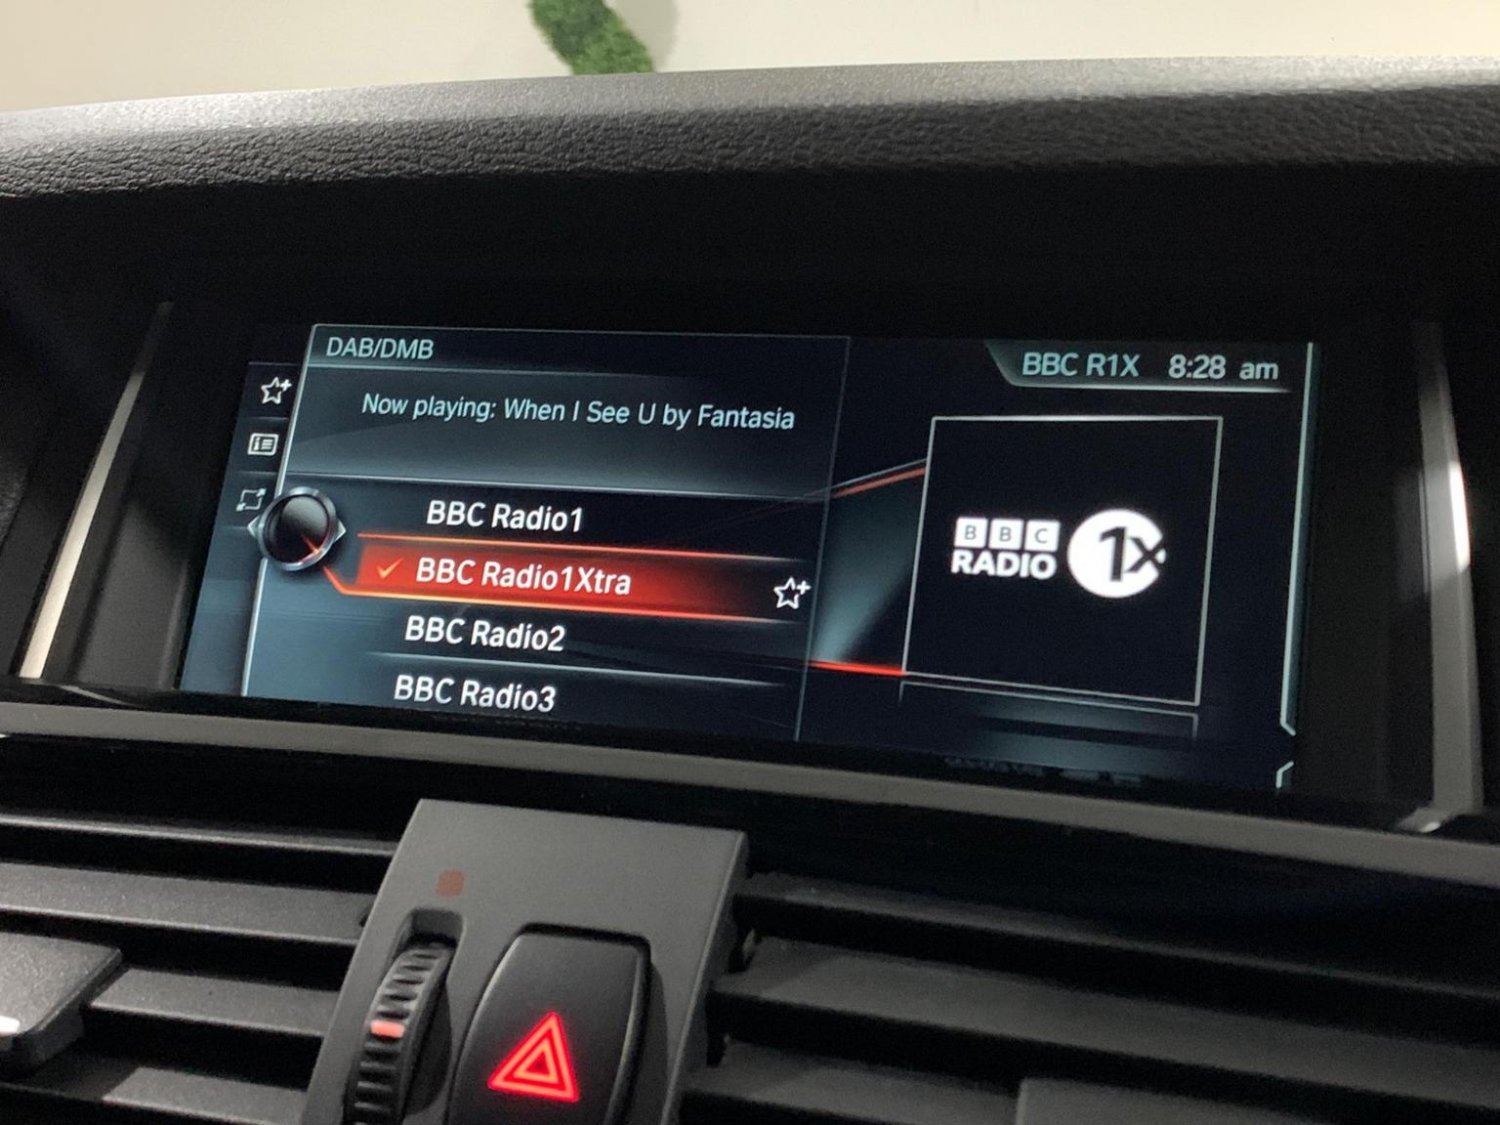 DAB/DMB
BBC R1X 8:28 am
Now playing: When I See U by Fantasia
BBC Radio1
BBC Radio1Xtra
BBC Radio2
BBC Radio3
BBC
RADIO 1X